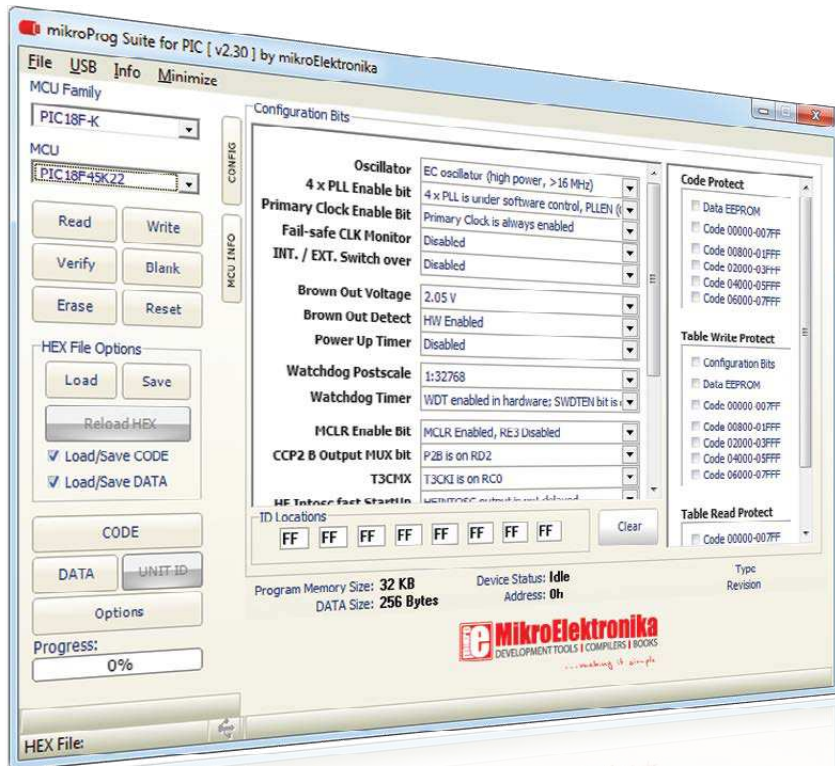 mikroProg Suite for PIC [ v2.30 ] by mikroElektronika
File USB Info Minimize
MCU Family
PIC18F-K
MCU
PIC18F45K22
Read Write
Verify Blank
Erase Reset
HEX File Options
Load Save
Reload HEX
Load/Save CODE
Load/Save DATA
CODE
DATA UNIT ID
Options
Progress:
0%
HEX File:
CONFIG
MCU INFO
Configuration Bits
Oscillator EC oscillator (high power, >16 MHz)
4 x PLL Enable bit 4 x PLL is under software control, PLLEN (
Primary Clock Enable Bit Primary Clock is always enabled
Fail-safe CLK Monitor Disabled
INT. / EXT. Switch over Disabled
Brown Out Voltage 2.05 V
Brown Out Detect HW Enabled
Power Up Timer Disabled
Watchdog Postscale 1:32768
Watchdog Timer WDT enabled in hardware; SWDTEN bit is
MCLR Enable Bit MCLR Enabled, RE3 Disabled
CCP2 B Output MUX bit P2B is on RD2
T3CMX T3CKI is on RC0
HF Intosc fast StartUp HFINTOSC output is not delayed
ID Locations
FF FF FF FF FF FF FF FF
Clear
Code Protect
Data EEPROM
Code 00000-007FF
Code 00800-01FFF
Code 02000-03FFF
Code 04000-05FFF
Code 06000-07FFF
Table Write Protect
Configuration Bits
Data EEPROM
Code 00000-007FF
Code 00800-01FFF
Code 02000-03FFF
Code 04000-05FFF
Code 06000-07FFF
Table Read Protect
Code 00000-007FF
Program Memory Size: 32 KB
DATA Size: 256 Bytes
Device Status: Idle
Address: 0h
Type
Revision
MikroElektronika
DEVELOPMENT TOOLS | COMPILERS | BOOKS
...making it simple